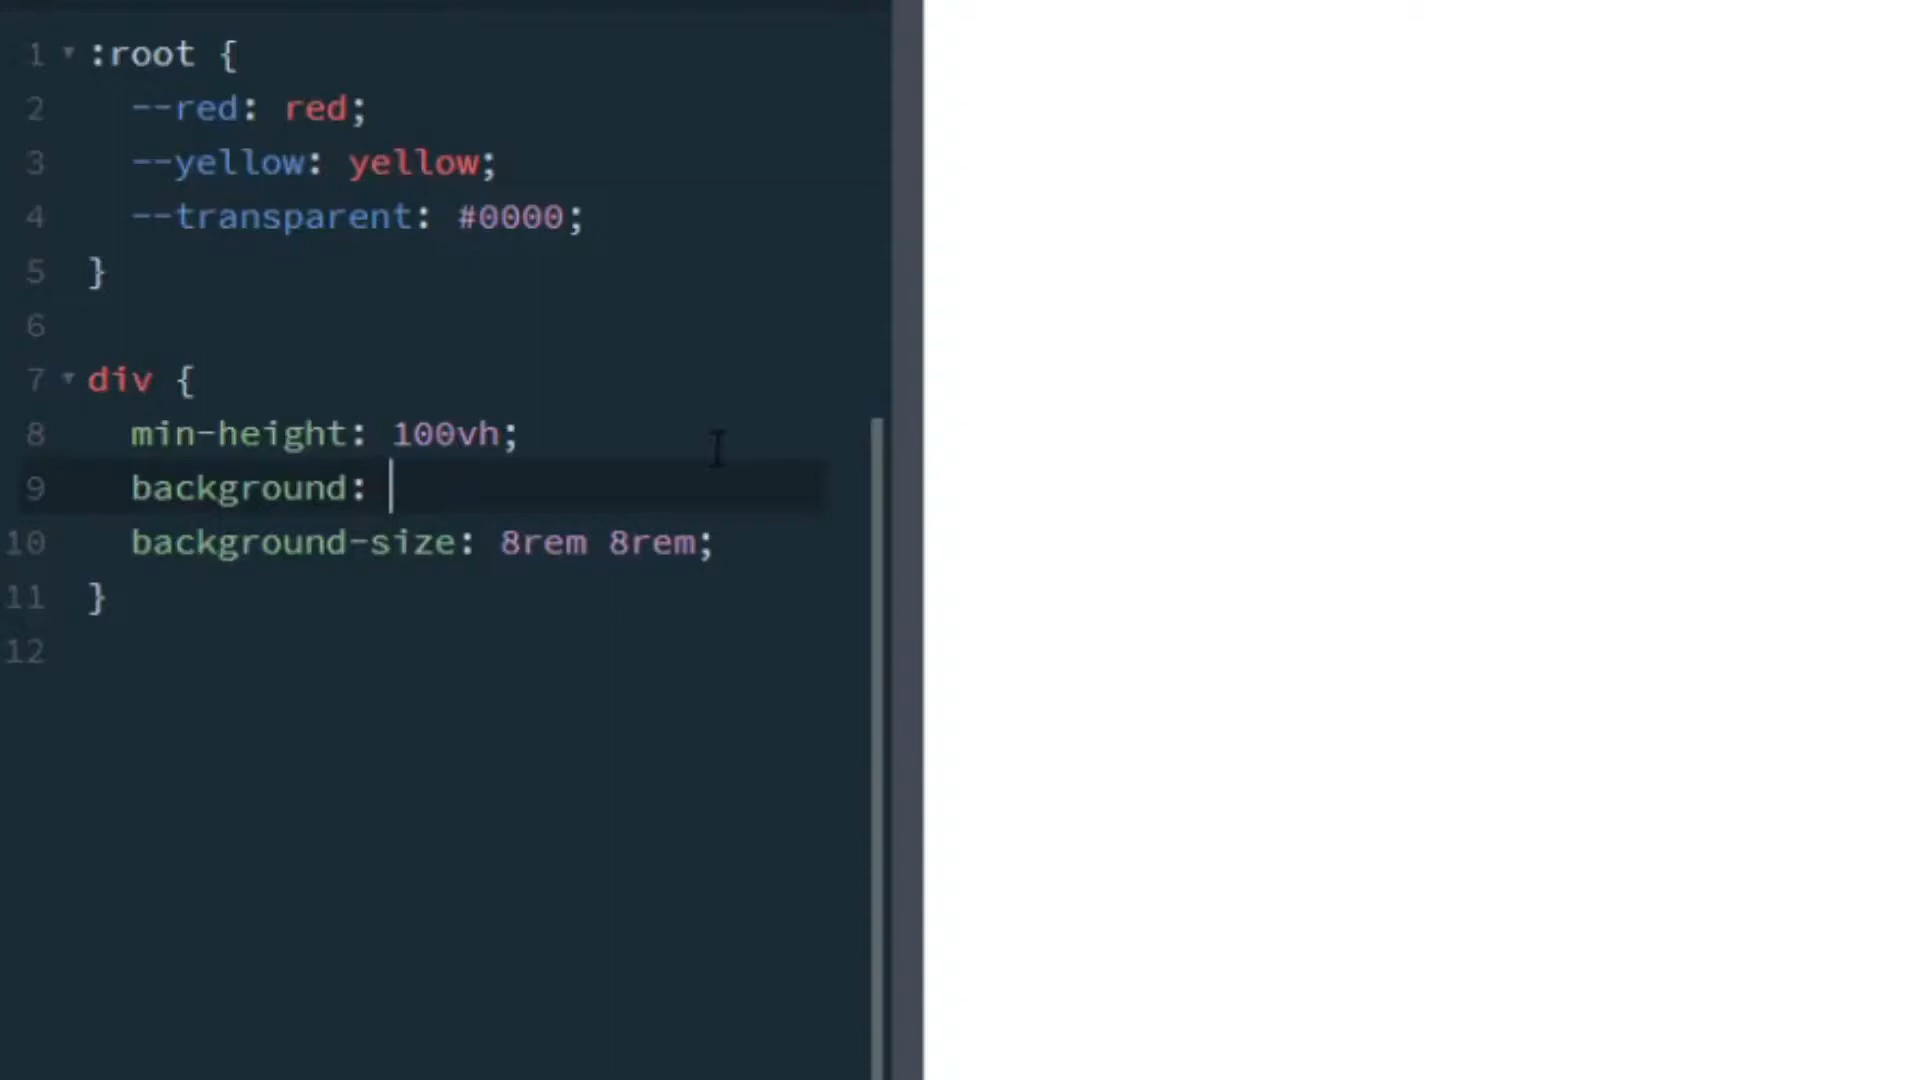 1 :root {
2 --red: red;
3 --yellow: yellow;
4 --transparent: #0000;
5 }
6
7 div {
8 min-height: 100vh;
9 background:
10 background-size: 8rem 8rem;
11 }
12